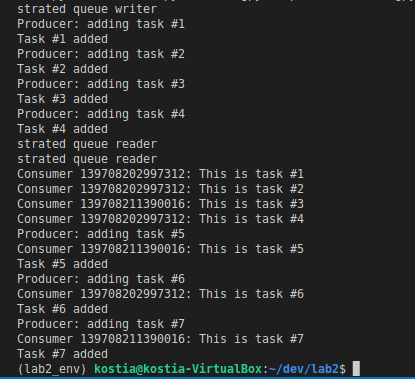 strated queue writer
Producer: adding task #1
Task #1 added
Producer: adding task #2
Task #2 added
Producer: adding task #3
Task #3 added
Producer: adding task #4
Task #4 added
strated queue reader
strated queue reader
Consumer 139708202997312: This is task #1
Consumer 139708202997312: This is task #2
Consumer 139708211390016: This is task #3
Consumer 139708202997312: This is task #4
Producer: adding task #5
Consumer 139708211390016: This is task #5
Task #5 added
Producer: adding task #6
Consumer 139708202997312: This is task #6
Task #6 added
Producer: adding task #7
Consumer 139708211390016: This is task #7
Task #7 added
(lab2_env) kostia@kostia-VirtualBox:~/dev/lab2$